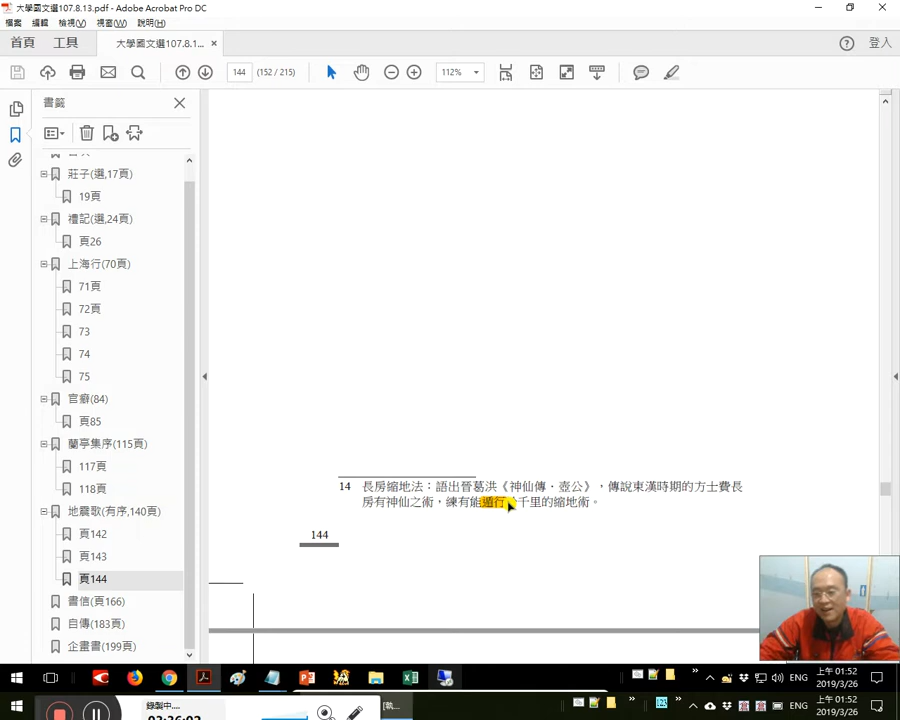 大學國文選107.8.13.pdf - Adobe Acrobat Pro DC
檔案 編輯 檢視(V) 視窗(W) 說明(H)
首頁 工具 大學國文選107.8.1... × 登入
144 (152 / 215) 112%
書籤
莊子(選,17頁)
19頁
禮記(選,24頁)
頁26
上海行(70頁)
71頁
72頁
73
74
75
官癖(84)
頁85
蘭亭集序(115頁)
117頁
118頁
地震歌(有序,140頁)
頁142
頁143
頁144
書信(頁166)
自傳(183頁)
企畫書(199頁)
14 長房縮地法：語出晉葛洪《神仙傳．壺公》，傳說東漢時期的方士費長
房有神仙之術，練有能遁行千里的縮地術。
144
ENG
上午 01:52
2019/3/26
錄製中....
02:36:02
[執...
ENG
上午 01:52
2019/3/26